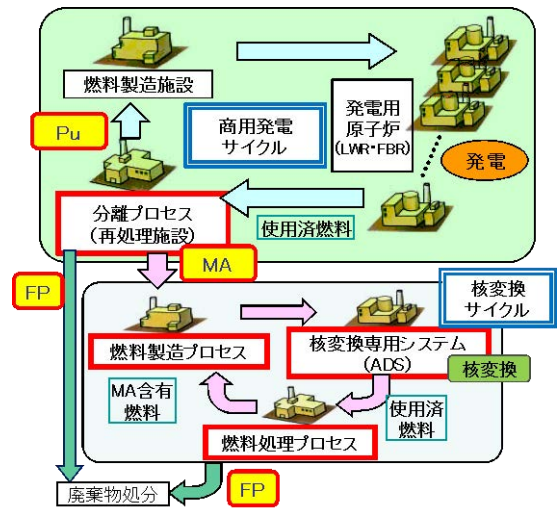 燃料製造施設
Pu
商用発電
サイクル
発電用
原子炉
(LWR・FBR)
発電
分離プロセス
(再処理施設)
使用済燃料
FP
MA
核変換
サイクル
燃料製造プロセス
核変換専用システム
(ADS)
核変換
MA含有
燃料
使用済
燃料
燃料処理プロセス
廃棄物処分
FP